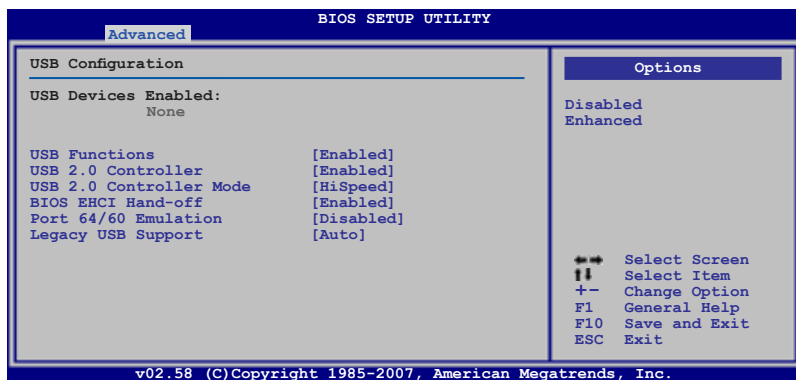 BIOS SETUP UTILITY
Advanced
USB Configuration
USB Devices Enabled:
None
USB Functions [Enabled]
USB 2.0 Controller [Enabled]
USB 2.0 Controller Mode [HiSpeed]
BIOS EHCI Hand-off [Enabled]
Port 64/60 Emulation [Disabled]
Legacy USB Support [Auto]
Options
Disabled
Enhanced
←→ Select Screen
↑↓ Select Item
+- Change Option
F1 General Help
F10 Save and Exit
ESC Exit
v02.58 (C)Copyright 1985-2007, American Megatrends, Inc.